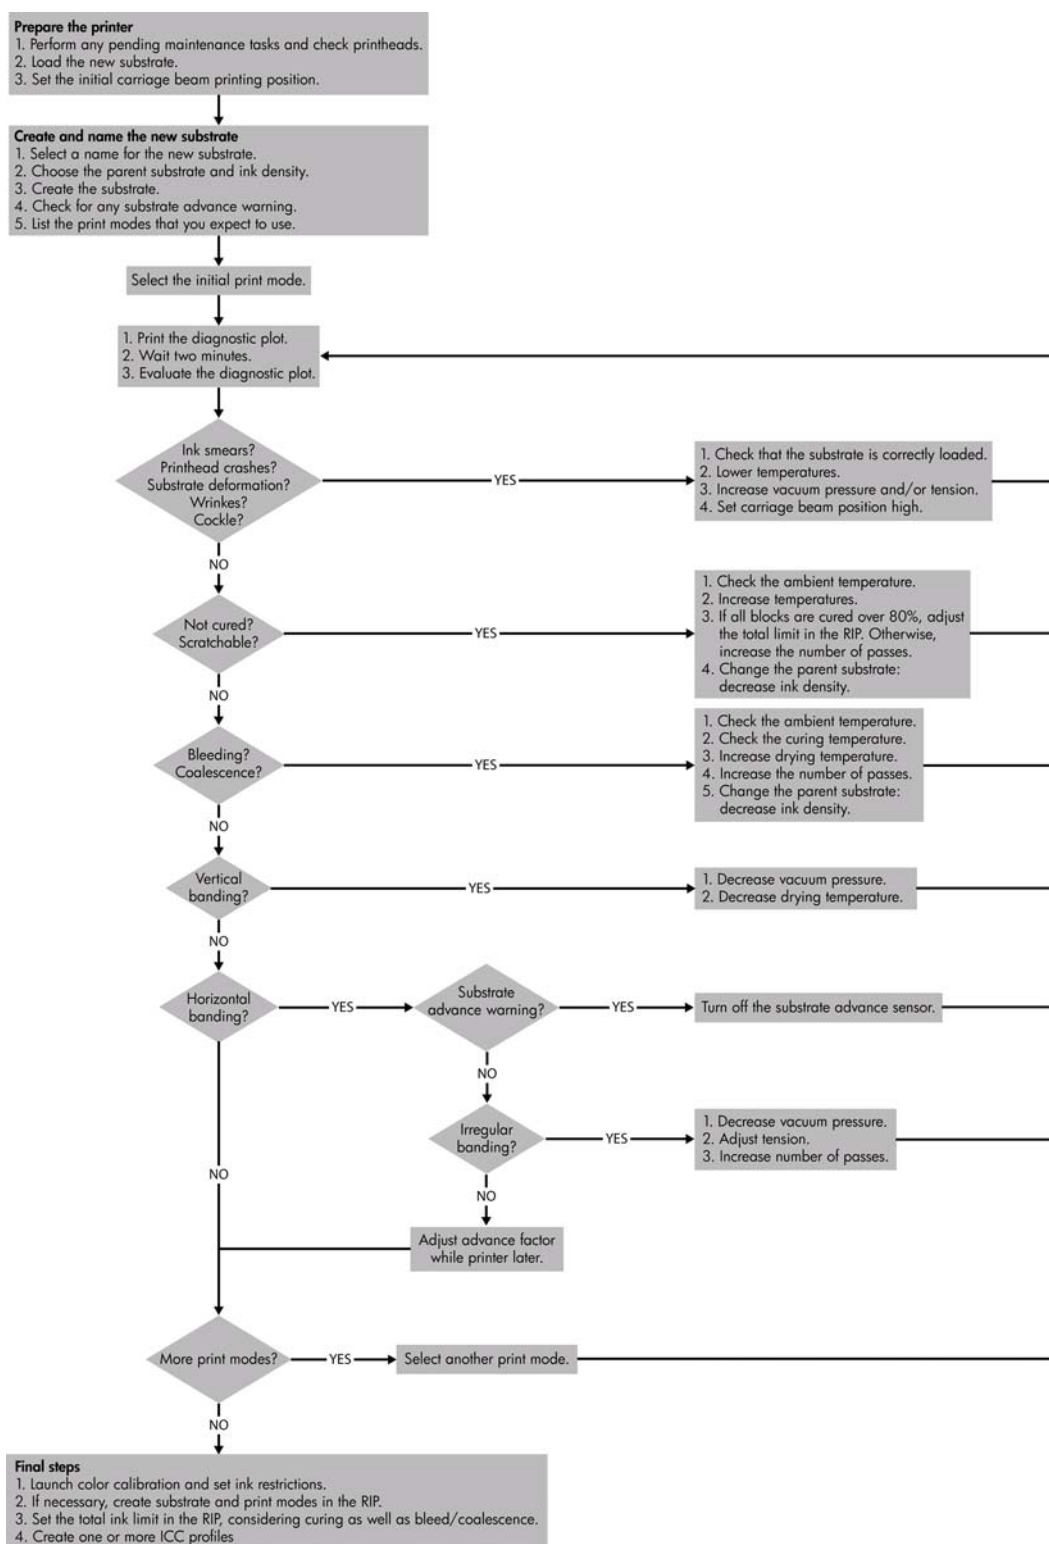 Prepare the printer
1. Perform any pending maintenance tasks and check printheads.
2. Load the new substrate.
3. Set the initial carriage beam printing position.
Create and name the new substrate
1. Select a name for the new substrate.
2. Choose the parent substrate and ink density.
3. Create the substrate.
4. Check for any substrate advance warning.
5. List the print modes that you expect to use.
Select the initial print mode.
1. Print the diagnostic plot.
2. Wait two minutes.
3. Evaluate the diagnostic plot.
Ink smears?
Printhead crashes?
Substrate deformation?
Wrinkes?
Cockle?
YES
1. Check that the substrate is correctly loaded.
2. Lower temperatures.
3. Increase vacuum pressure and/or tension.
4. Set carriage beam position high.
NO
Not cured?
Scratchable?
YES
1. Check the ambient temperature.
2. Increase temperatures.
3. If all blocks are cured over 80%, adjust
the total limit in the RIP. Otherwise,
increase the number of passes.
4. Change the parent substrate:
decrease ink density.
NO
Bleeding?
Coalescence?
YES
1. Check the ambient temperature.
2. Check the curing temperature.
3. Increase drying temperature.
4. Increase the number of passes.
5. Change the parent substrate:
decrease ink density.
NO
Vertical
banding?
YES
1. Decrease vacuum pressure.
2. Decrease drying temperature.
NO
Horizontal
banding?
YES
Substrate
advance warning?
YES
Turn off the substrate advance sensor.
NO
Irregular
banding?
YES
1. Decrease vacuum pressure.
2. Adjust tension.
3. Increase number of passes.
NO
NO
Adjust advance factor
while printer later.
More print modes?
YES
Select another print mode.
NO
Final steps
1. Launch color calibration and set ink restrictions.
2. If necessary, create substrate and print modes in the RIP.
3. Set the total ink limit in the RIP, considering curing as well as bleed/coalescence.
4. Create one or more ICC profiles